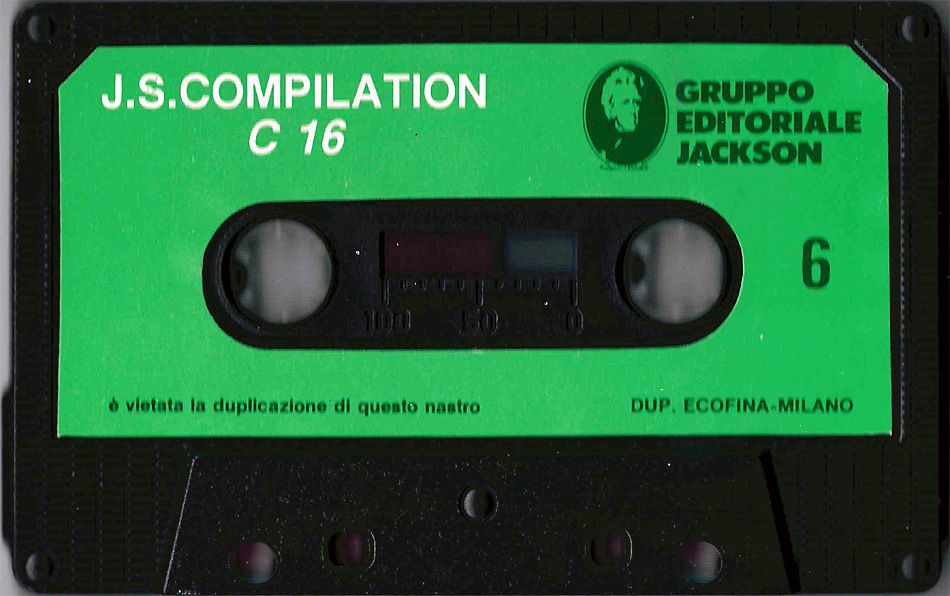 J.S.COMPILATION
C 16
GRUPPO
EDITORIALE
JACKSON
6
100 50 0
è vietata la duplicazione di questo nastro
DUP. ECOFINA-MILANO